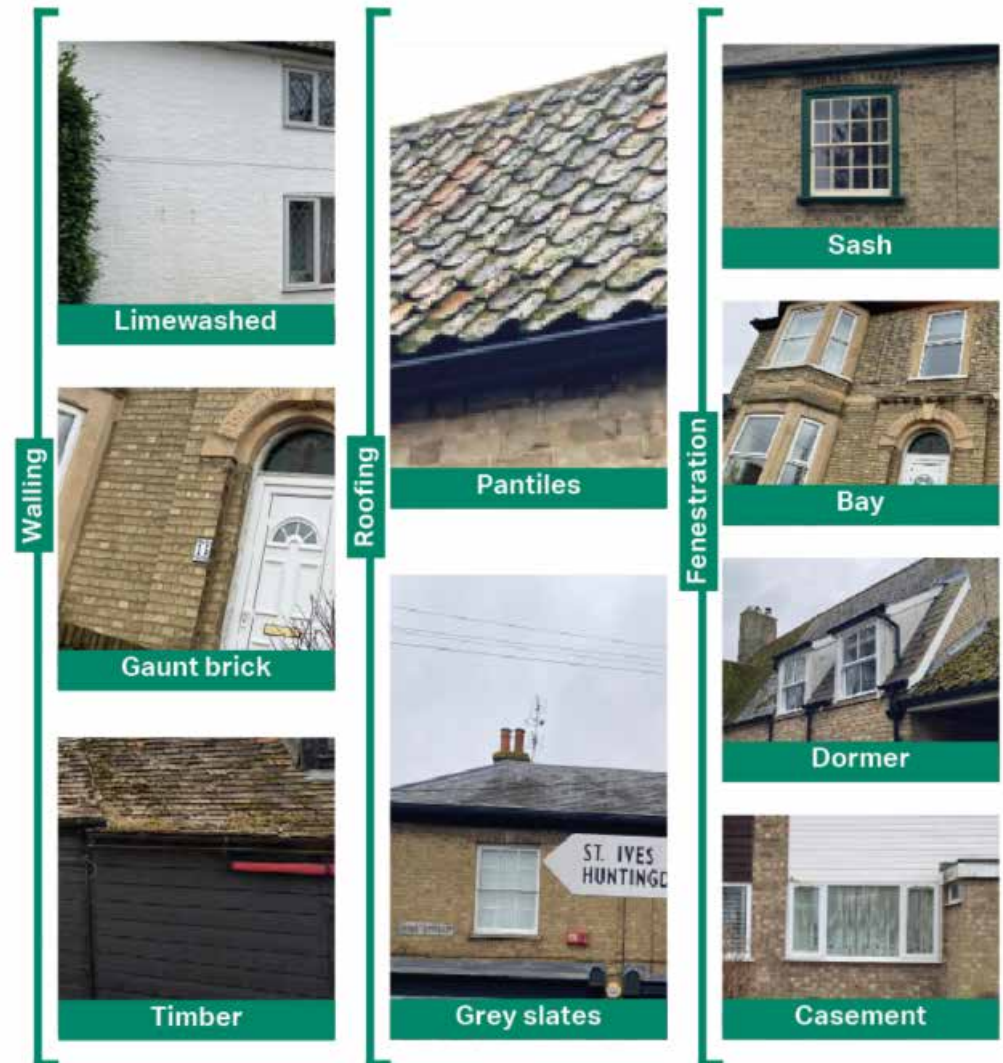 Walling
Limewashed
Gaunt brick
Timber
Roofing
Pantiles
Grey slates
ST. IVES
HUNTINGD
Fenestration
Sash
Bay
Dormer
Casement